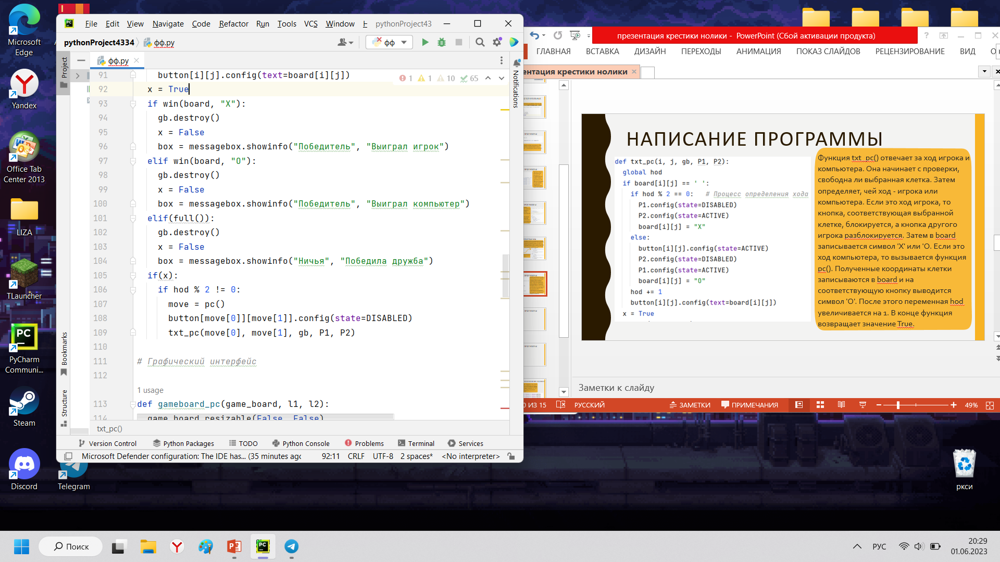 Microsoft
Edge
Yandex
Office Tab
Center 2013
LIZA
TLauncher
PyCharm
Communi...
Steam
Discord
Telegram
File Edit View Navigate Code Refactor Run Tools VCS Window H pythonProject43
pythonProject4334 фф.py
фф
Project
фф.py
Notifications
91 button[i][j].config(text=board[i][j])
1 1 10 65
92 x = True
93 if win(board, "X"):
94 gb.destroy()
95 x = False
96 box = messagebox.showinfo("Победитель", "Выиграл игрок")
97 elif win(board, "O"):
98 gb.destroy()
99 x = False
100 box = messagebox.showinfo("Победитель", "Выиграл компьютер")
101 elif(full()):
102 gb.destroy()
103 x = False
104 box = messagebox.showinfo("Ничья", "Победила дружба")
105 if(x):
106 if hod % 2 != 0:
107 move = pc()
108 button[move[0]][move[1]].config(state=DISABLED)
109 txt_pc(move[0], move[1], gb, P1, P2)
110
111 # Графический интерфейс
112
1 usage
113 def gameboard_pc(game_board, l1, l2):
114 game_board.resizable(False, False)
Bookmarks
Structure
txt_pc()
Version Control Python Packages TODO Python Console Problems Terminal Services
Microsoft Defender configuration: The IDE has... (35 minutes agc 92:11 CRLF UTF-8 2 spaces* <No interpreter>
презентация крестики нолики - PowerPoint (Сбой активации продукта)
ГЛАВНАЯ ВСТАВКА ДИЗАЙН ПЕРЕХОДЫ АНИМАЦИЯ ПОКАЗ СЛАЙДОВ РЕЦЕНЗИРОВАНИЕ ВИД
ентация крестики нолики
НАПИСАНИЕ ПРОГРАММЫ
def txt_pc(i, j, gb, P1, P2):
global hod
if board[i][j] == ' ':
if hod % 2 == 0: # Процесс определения хода
P1.config(state=DISABLED)
P2.config(state=ACTIVE)
board[i][j] = "X"
else:
button[i][j].config(state=ACTIVE)
P2.config(state=DISABLED)
P1.config(state=ACTIVE)
board[i][j] = "O"
hod += 1
button[i][j].config(text=board[i][j])
x = True
Функция txt_pc() отвечает за ход игрока и
компьютера. Она начинает с проверки,
свободна ли выбранная клетка. Затем
определяет, чей ход - игрока или
компьютера. Если это ход игрока, то
кнопка, соответствующая выбранной
клетке, блокируется, а кнопка другого
игрока разблокируется. Затем в board
записывается символ 'X' или 'O. Если это
ход компьютера, то вызывается функция
pc(). Полученные координаты клетки
записываются в board и на
соответствующую кнопку выводится
символ 'O'. После этого переменная hod
увеличивается на 1. В конце функция
возвращает значение True.
Заметки к слайду
ИЗ 15 РУССКИЙ ЗАМЕТКИ ПРИМЕЧАНИЯ 49%
ркси
Поиск
РУС
20:29
01.06.2023